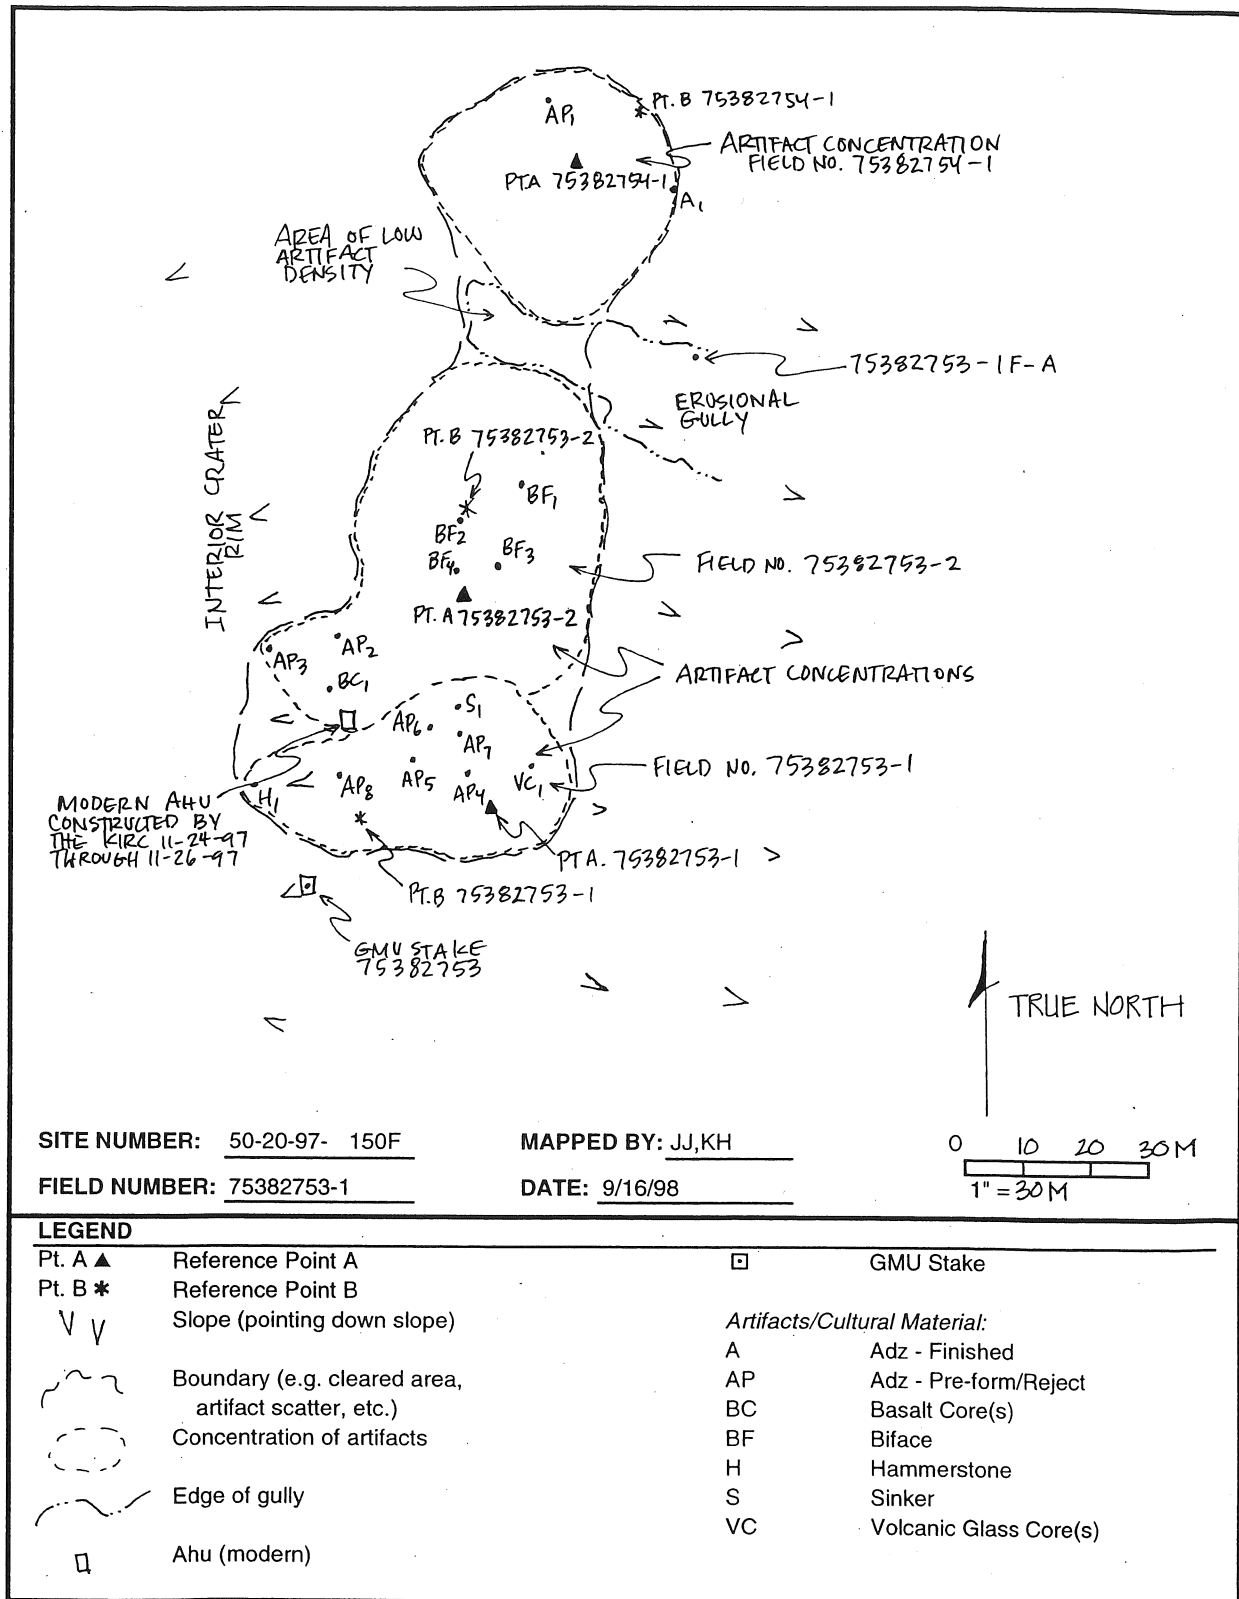 AP1
PT. B 75382754-1
ARTIFACT CONCENTRATION
FIELD NO. 75382754-1
PT.A 75382754-1
A1
AREA OF LOW
ARTIFACT
DENSITY
75382753-1F-A
EROSIONAL
GULLY
INTERIOR CRATER
RIM
PT. B 75382753-2
BF1
BF2
BF3
BF4
FIELD NO. 75382753-2
PT. A 75382753-2
AP2
AP3
BC1
ARTIFACT CONCENTRATIONS
S1
AP6
AP7
AP5
AP8
AP4
VC1
H1
FIELD NO. 75382753-1
MODERN AHU
CONSTRUCTED BY
THE KIRC 11-24-97
THROUGH 11-26-97
PT A. 75382753-1
PT.B 75382753-1
GMU STAKE
75382753
TRUE NORTH
SITE NUMBER: 50-20-97- 150F
MAPPED BY: JJ,KH
0 10 20 30 M
FIELD NUMBER: 75382753-1
DATE: 9/16/98
1" = 30 M
LEGEND
Pt. A Reference Point A
Pt. B Reference Point B
Slope (pointing down slope)
Boundary (e.g. cleared area,
artifact scatter, etc.)
Concentration of artifacts
Edge of gully
Ahu (modern)
GMU Stake
Artifacts/Cultural Material:
A Adz - Finished
AP Adz - Pre-form/Reject
BC Basalt Core(s)
BF Biface
H Hammerstone
S Sinker
VC Volcanic Glass Core(s)